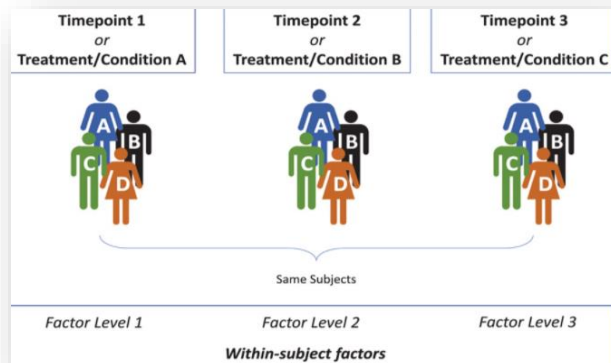 Timepoint 1
or
Treatment/Condition A
Timepoint 2
or
Treatment/Condition B
Timepoint 3
or
Treatment/Condition C
A
B
C
D
A
B
C
D
A
B
C
D
Same Subjects
Factor Level 1
Factor Level 2
Factor Level 3
Within-subject factors